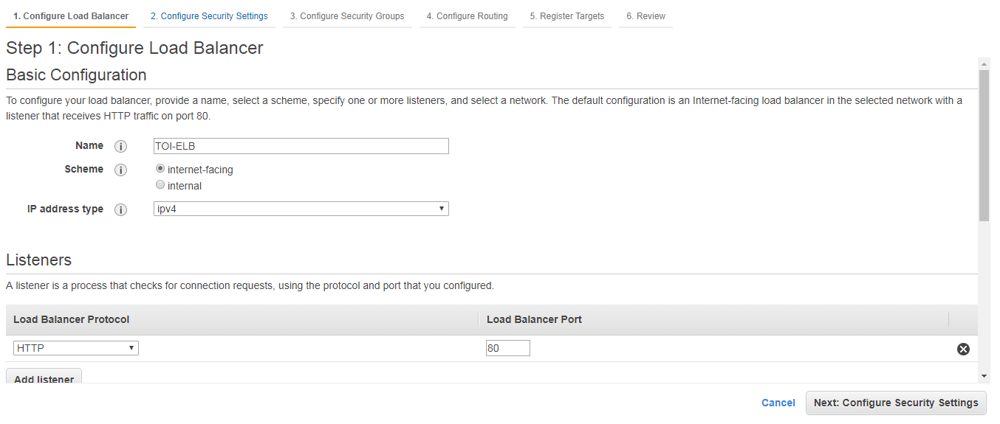 1. Configure Load Balancer 2. Configure Security Settings 3. Configure Security Groups 4. Configure Routing 5. Register Targets 6. Review
Step 1: Configure Load Balancer
Basic Configuration
To configure your load balancer, provide a name, select a scheme, specify one or more listeners, and select a network. The default configuration is an Internet-facing load balancer in the selected network with a
listener that receives HTTP traffic on port 80.
Name i TOI-ELB
Scheme i internet-facing
internal
IP address type i ipv4
Listeners
A listener is a process that checks for connection requests, using the protocol and port that you configured.
Load Balancer Protocol Load Balancer Port
HTTP 80
Add listener
Cancel Next: Configure Security Settings